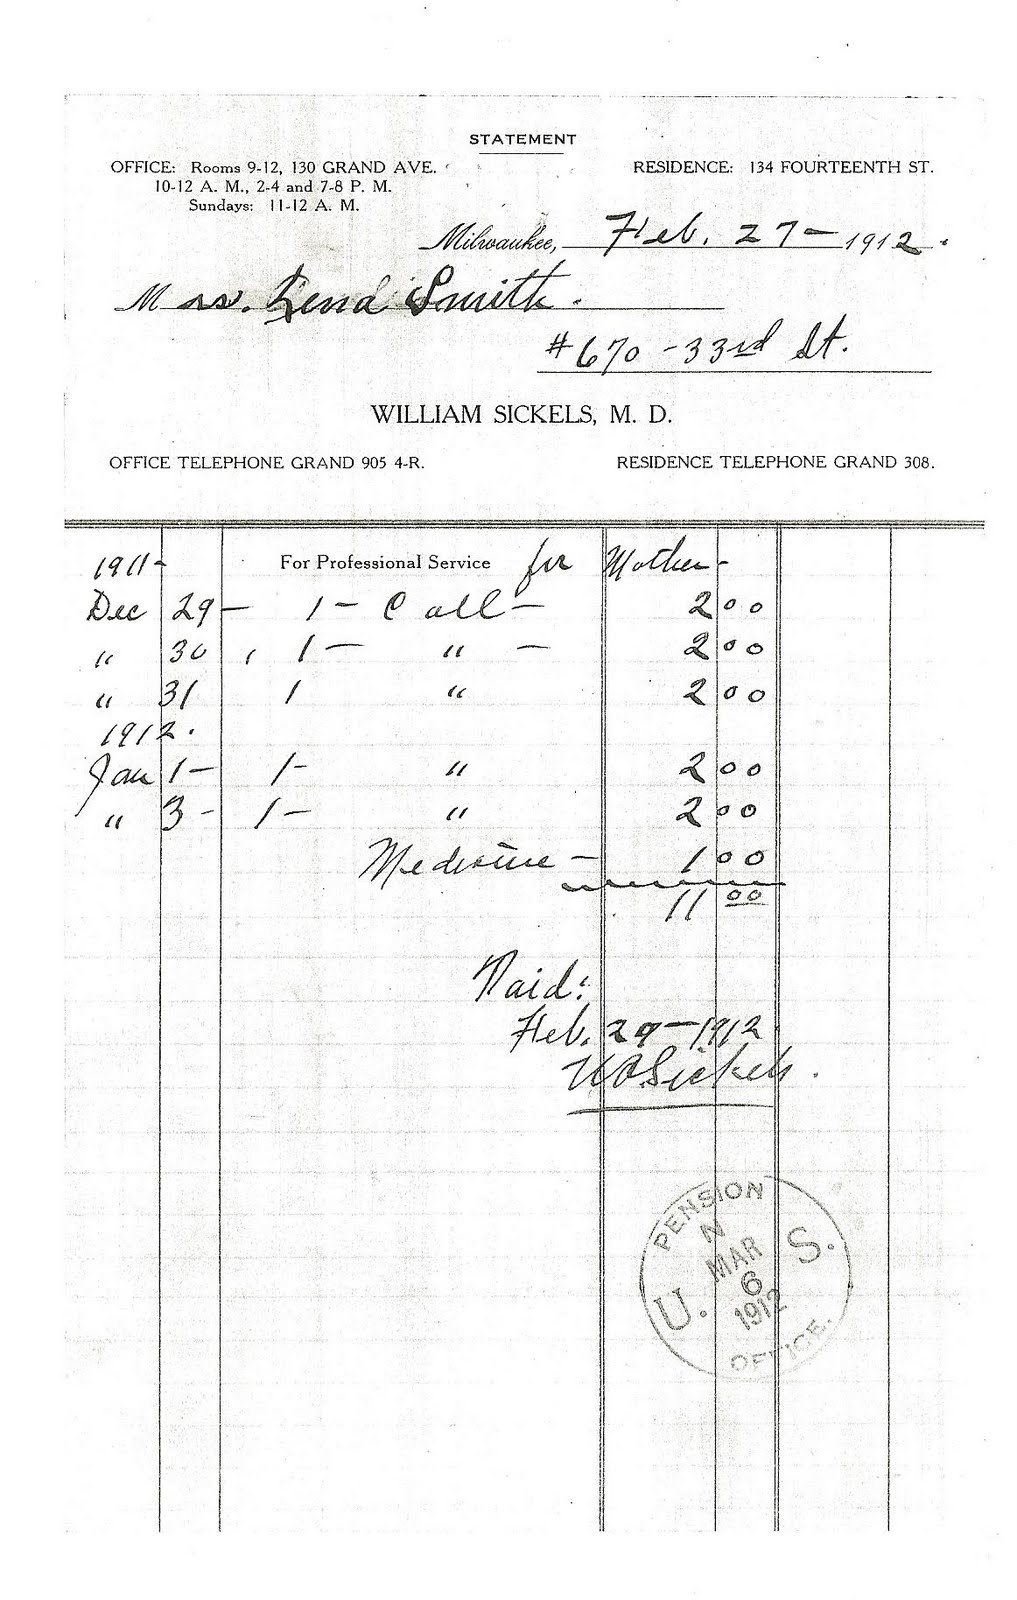 STATEMENT
OFFICE: Rooms 9-12, 130 GRAND AVE. RESIDENCE: 134 FOURTEENTH ST.
10-12 A. M., 2-4 and 7-8 P. M.
Sundays: 11-12 A. M.
Milwaukee, Feb. 27 - 1912.
Mrs. Lena Smith.
#670 - 33rd St.
WILLIAM SICKELS, M. D.
OFFICE TELEPHONE GRAND 905 4-R. RESIDENCE TELEPHONE GRAND 308.
1911- For Professional Service for Mother-
Dec 29 - 1 - Call - 2 00
" 30 1 - " - 2 00
" 31 1 " 2 00
1912.
Jan 1 - 1 - " 2 00
" 3 - 1 - " 2 00
Medicine - 1 00
11 00
Paid:
Feb. 29 - 1912
Sickels.
PENSION
N
MAR
6
1912
U. S.
OFFICE.